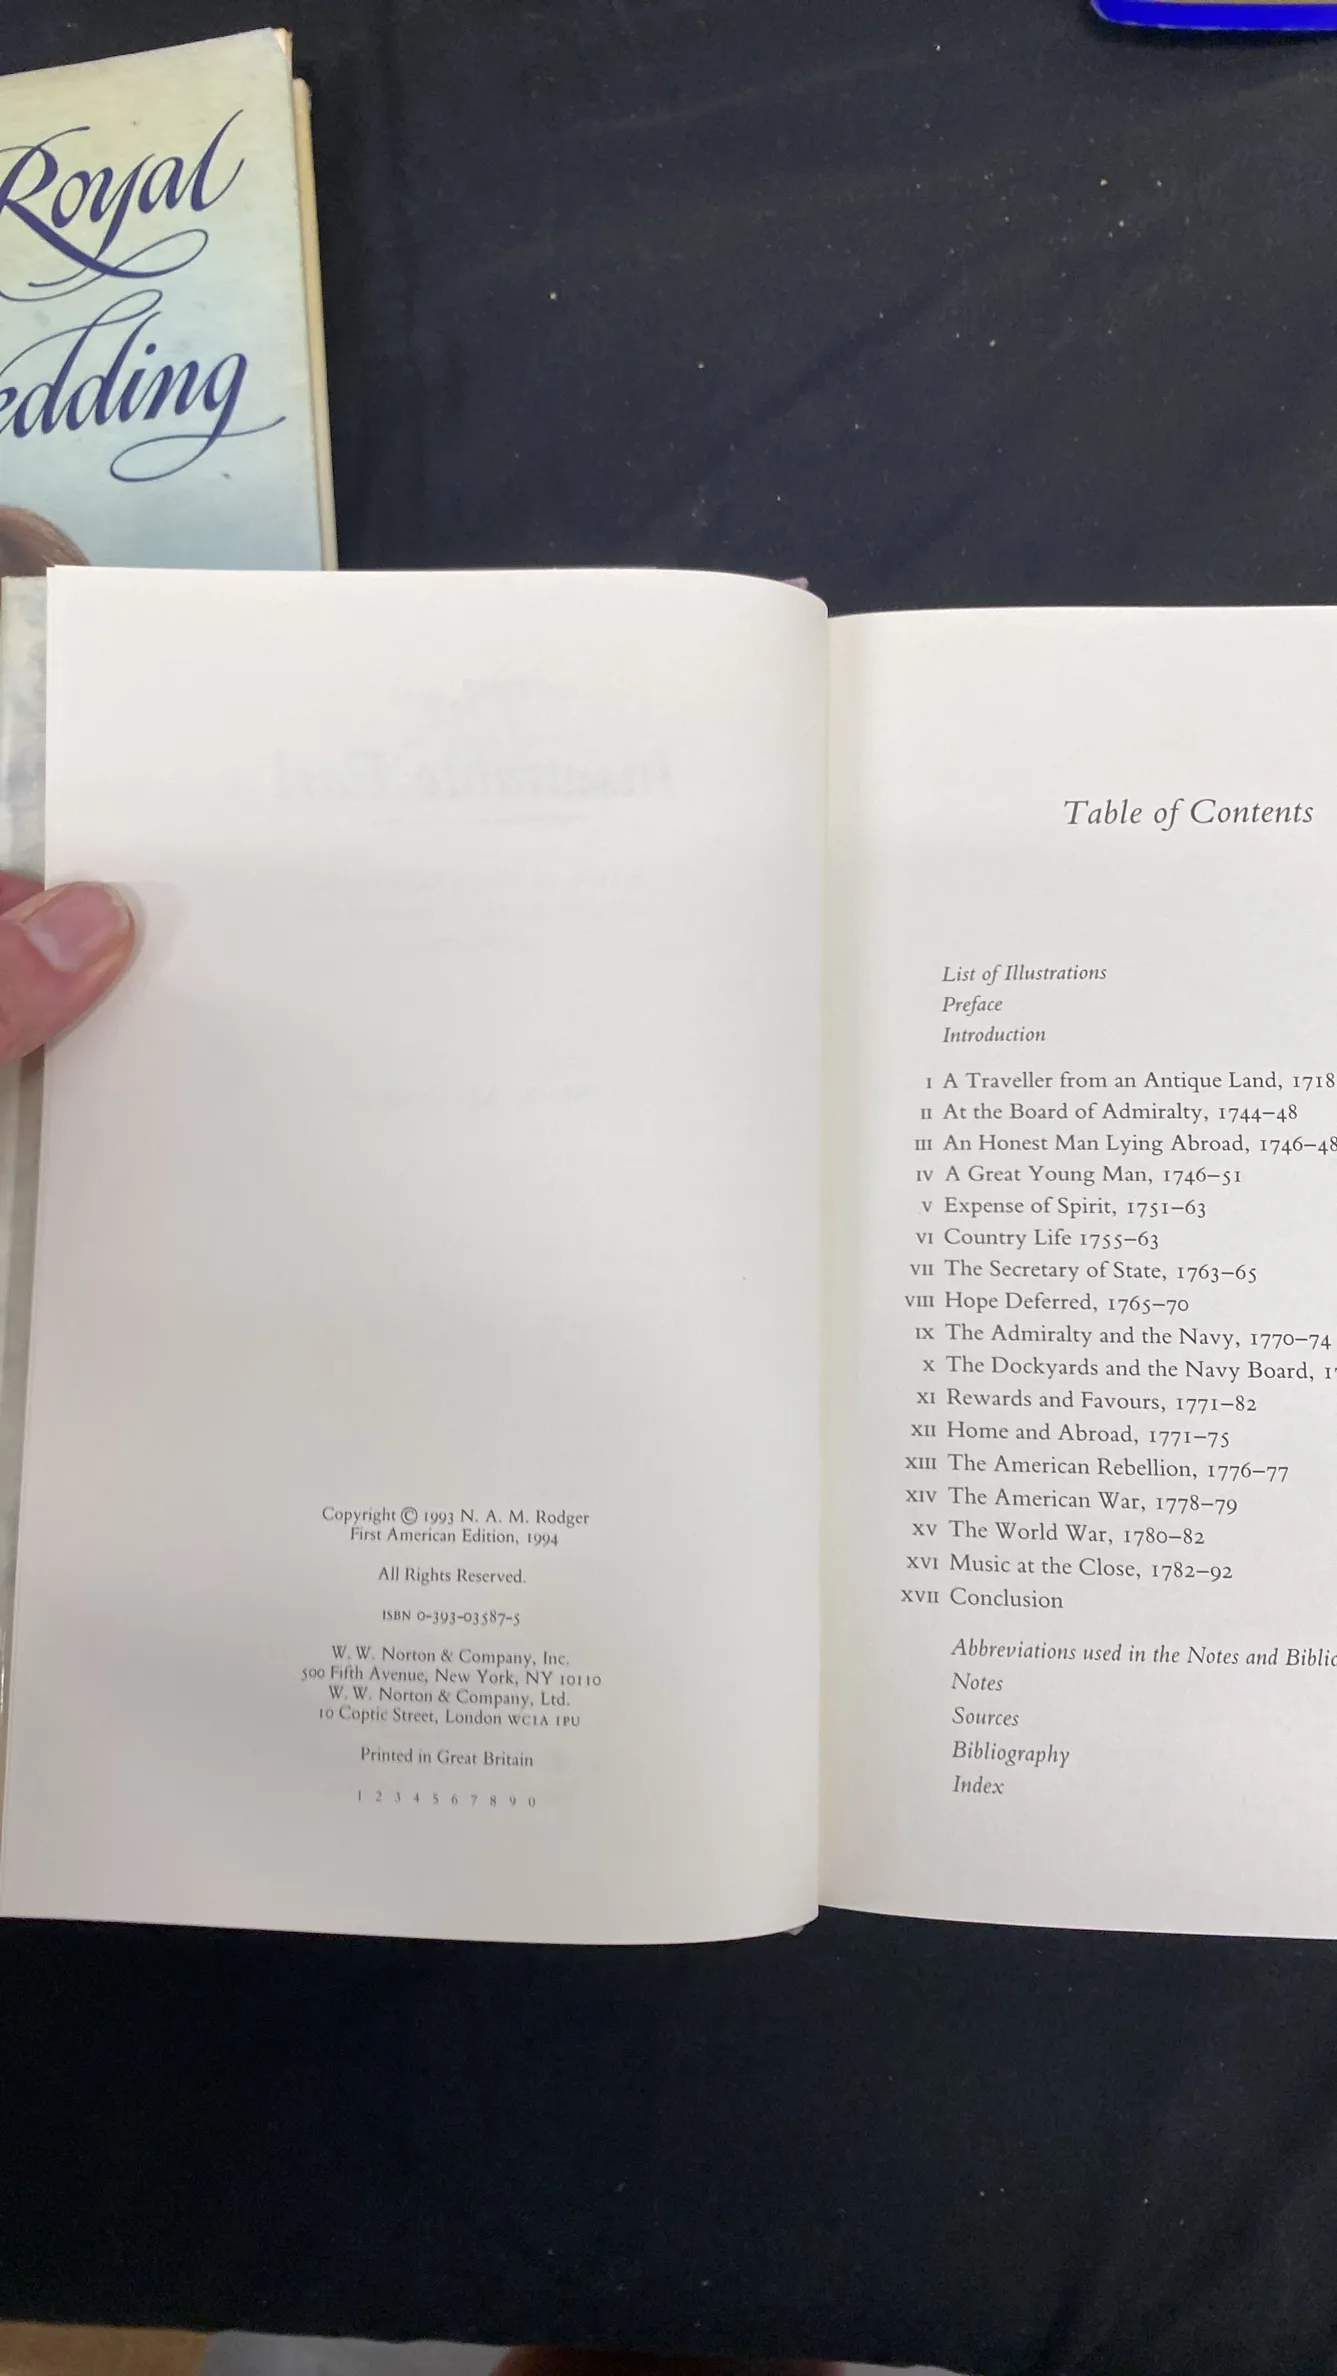 Royal
edding
Copyright © 1993 N. A. M. Rodger
First American Edition, 1994
All Rights Reserved.
ISBN 0-393-03587-5
W. W. Norton & Company, Inc.
500 Fifth Avenue, New York, NY 10110
W. W. Norton & Company, Ltd.
10 Coptic Street, London WC1A 1PU
Printed in Great Britain
1 2 3 4 5 6 7 8 9 0
Table of Contents
List of Illustrations
Preface
Introduction
I A Traveller from an Antique Land, 1718
II At the Board of Admiralty, 1744–48
III An Honest Man Lying Abroad, 1746–48
IV A Great Young Man, 1746–51
V Expense of Spirit, 1751–63
VI Country Life 1755–63
VII The Secretary of State, 1763–65
VIII Hope Deferred, 1765–70
IX The Admiralty and the Navy, 1770–74
X The Dockyards and the Navy Board, 1
XI Rewards and Favours, 1771–82
XII Home and Abroad, 1771–75
XIII The American Rebellion, 1776–77
XIV The American War, 1778–79
XV The World War, 1780–82
XVI Music at the Close, 1782–92
XVII Conclusion
Abbreviations used in the Notes and Biblio
Notes
Sources
Bibliography
Index